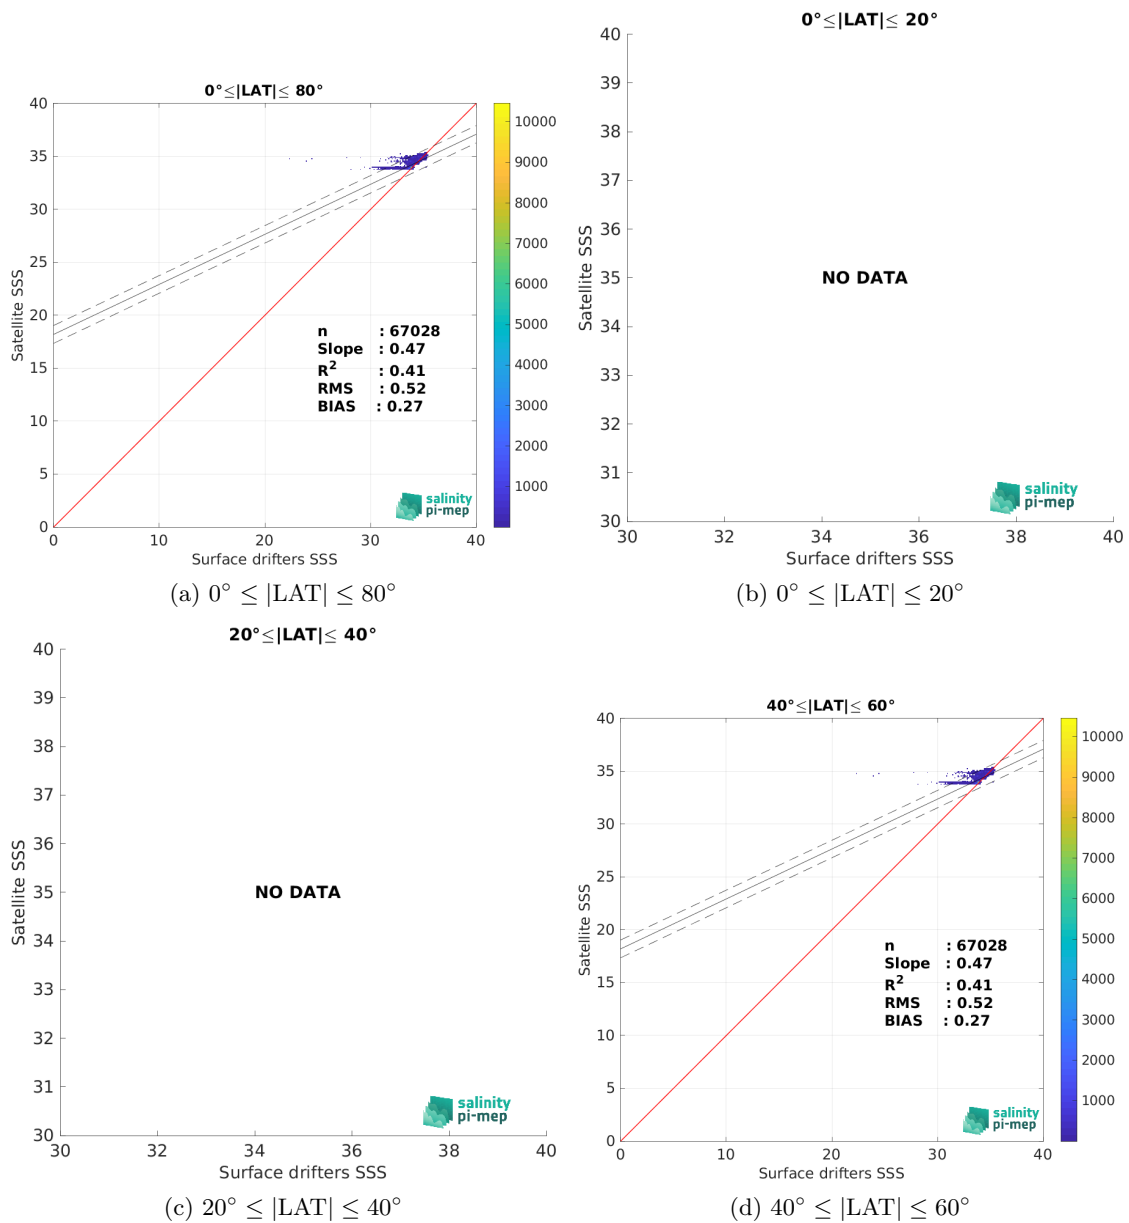 0°≤|LAT|≤ 80°
Satellite SSS
40
35
30
25
20
15
10
5
0
0
10
20
30
40
Surface drifters SSS
n : 67028
Slope : 0.47
R² : 0.41
RMS : 0.52
BIAS : 0.27
salinity
pi-mep
10000
9000
8000
7000
6000
5000
4000
3000
2000
1000
(a) 0° ≤ |LAT| ≤ 80°
0°≤|LAT|≤ 20°
Satellite SSS
40
39
38
37
36
35
34
33
32
31
30
30
32
34
36
38
40
Surface drifters SSS
NO DATA
salinity
pi-mep
(b) 0° ≤ |LAT| ≤ 20°
20°≤|LAT|≤ 40°
Satellite SSS
40
39
38
37
36
35
34
33
32
31
30
30
32
34
36
38
40
Surface drifters SSS
NO DATA
salinity
pi-mep
(c) 20° ≤ |LAT| ≤ 40°
40°≤|LAT|≤ 60°
Satellite SSS
40
35
30
25
20
15
10
5
0
0
10
20
30
40
Surface drifters SSS
n : 67028
Slope : 0.47
R² : 0.41
RMS : 0.52
BIAS : 0.27
salinity
pi-mep
10000
9000
8000
7000
6000
5000
4000
3000
2000
1000
(d) 40° ≤ |LAT| ≤ 60°